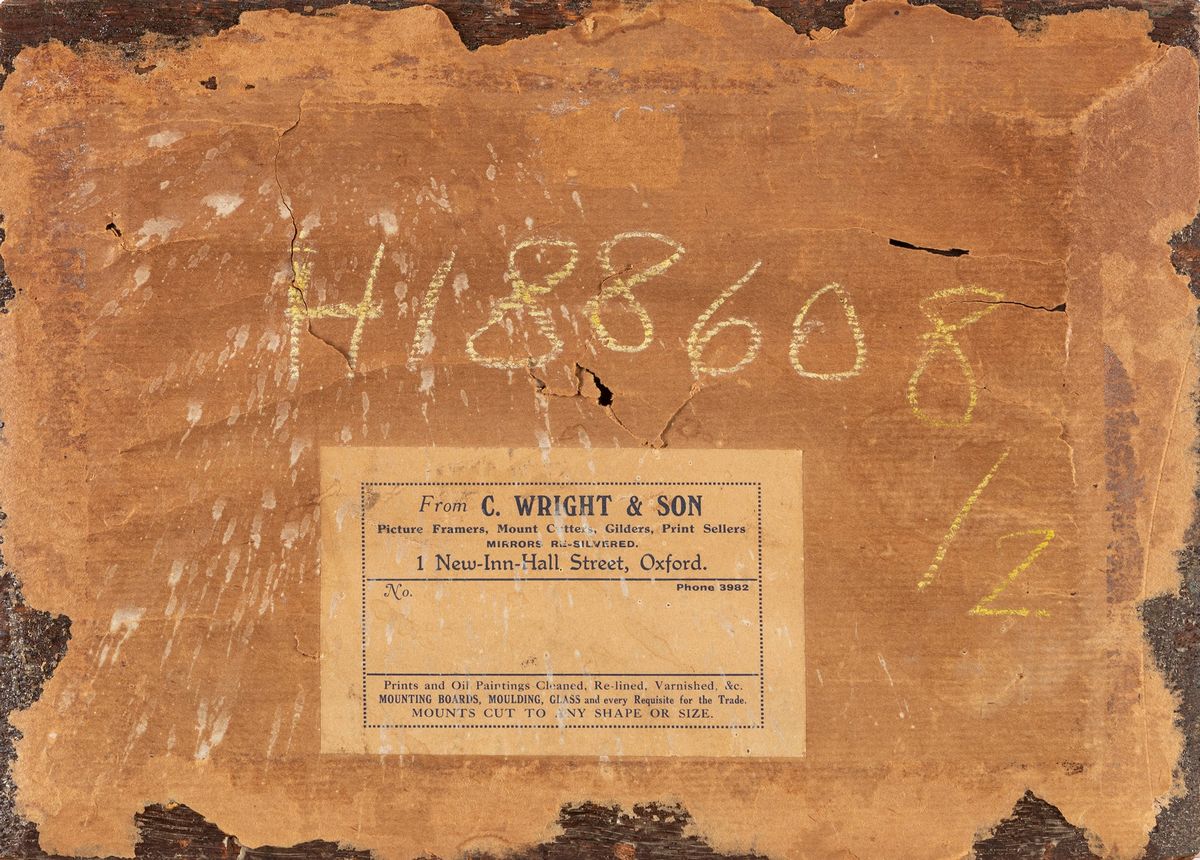 H188608
/2
From C. WRIGHT & SON
Picture Framers, Mount Cutters, Gilders, Print Sellers
MIRRORS RE-SILVERED.
1 New-Inn-Hall Street, Oxford.
No. Phone 3982
Prints and Oil Paintings Cleaned, Re-lined, Varnished, &c.
MOUNTING BOARDS, MOULDING, GLASS and every Requisite for the Trade.
MOUNTS CUT TO ANY SHAPE OR SIZE.